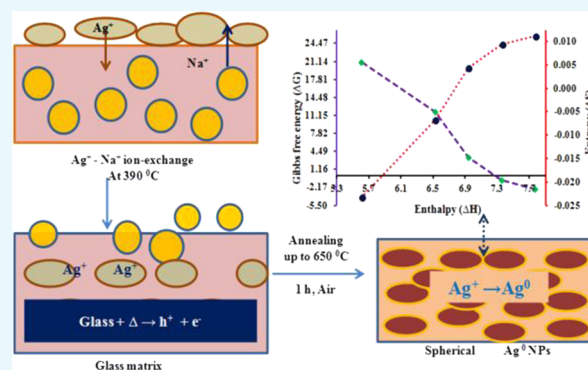 Ag⁺
Na⁺
Ag⁺ - Na⁺ ion-exchange
At 390 ⁰C
Ag⁺ Ag⁺
Glass + Δ → h⁺ + e⁻
Glass matrix
Annealing
up to 650 ⁰C
1 h, Air
Gibbs free energy (ΔG)
24.47
21.14
17.81
14.48
11.15
7.82
4.49
1.16
-2.17
-5.50
5.3 5.7 6.1 6.5 6.9 7.3 7.7
Enthalpy (ΔH)
0.010
0.005
0.000
-0.005
-0.010
-0.015
-0.020
-0.025
Ag⁺ → Ag⁰
Spherical Ag⁰ NPs